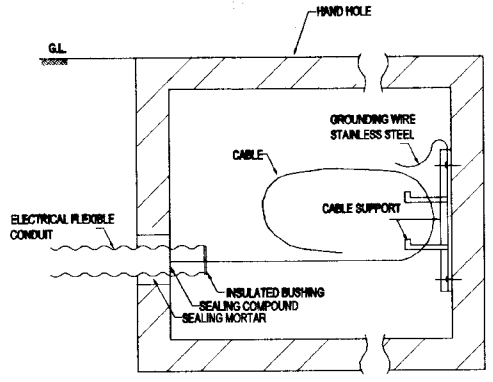 HAND HOLE
G.L.
GROUNDING WIRE
STAINLESS STEEL
CABLE
CABLE SUPPORT
ELECTRICAL FLEXIBLE
CONDUIT
INSULATED BUSHING
SEALING COMPOUND
SEALING MORTAR